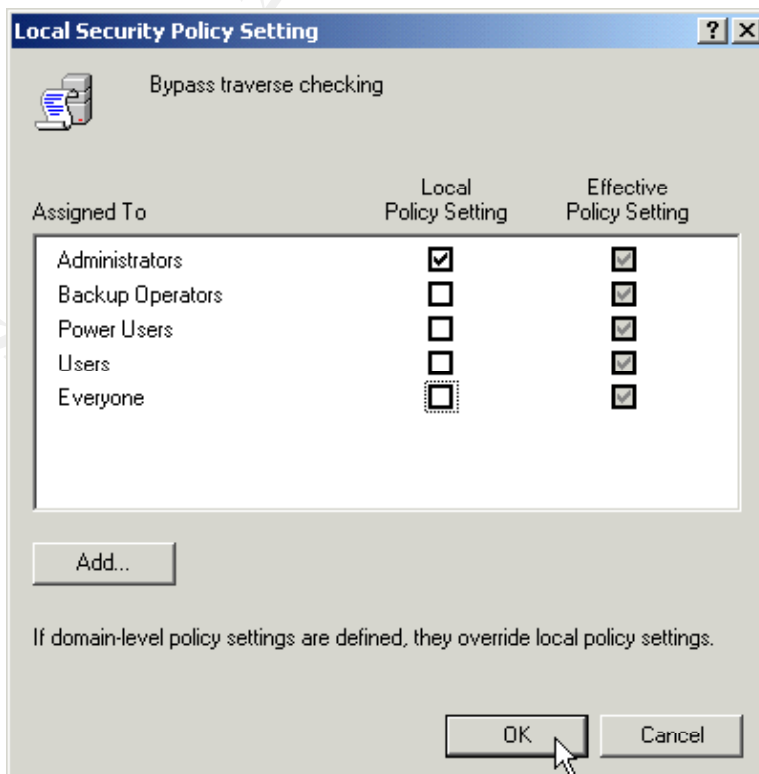 Local Security Policy Setting
Bypass traverse checking
Local Effective
Assigned To Policy Setting Policy Setting
Administrators
Backup Operators
Power Users
Users
Everyone
Add...
If domain-level policy settings are defined, they override local policy settings.
OK Cancel